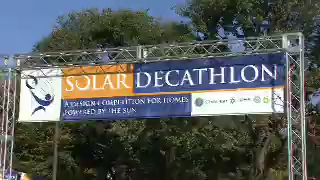 SOLAR DECATHLON
A DESIGN COMPETITION FOR HOMES
POWERED BY THE SUN